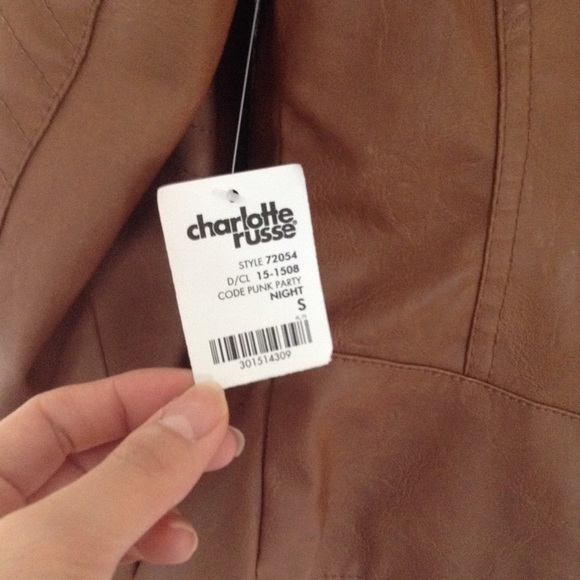 charlotte
russe
STYLE 72054
D/CL 15-1508
CODE PUNK PARTY
NIGHT
S
301514309